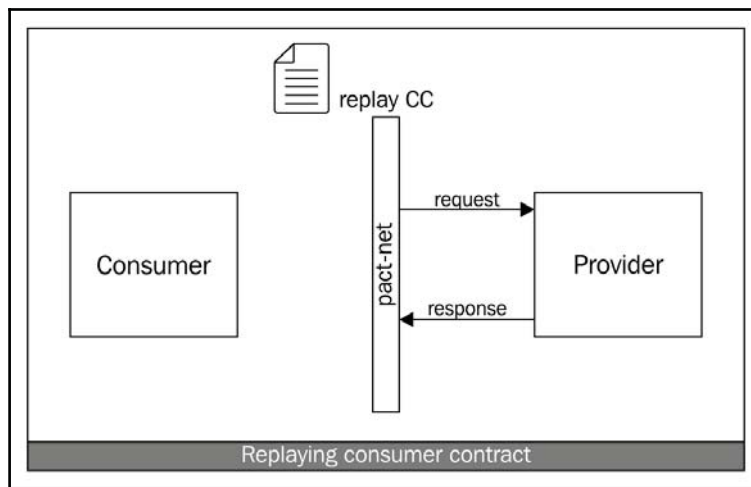 replay CC
request
Consumer
pact-net
Provider
response
Replaying consumer contract